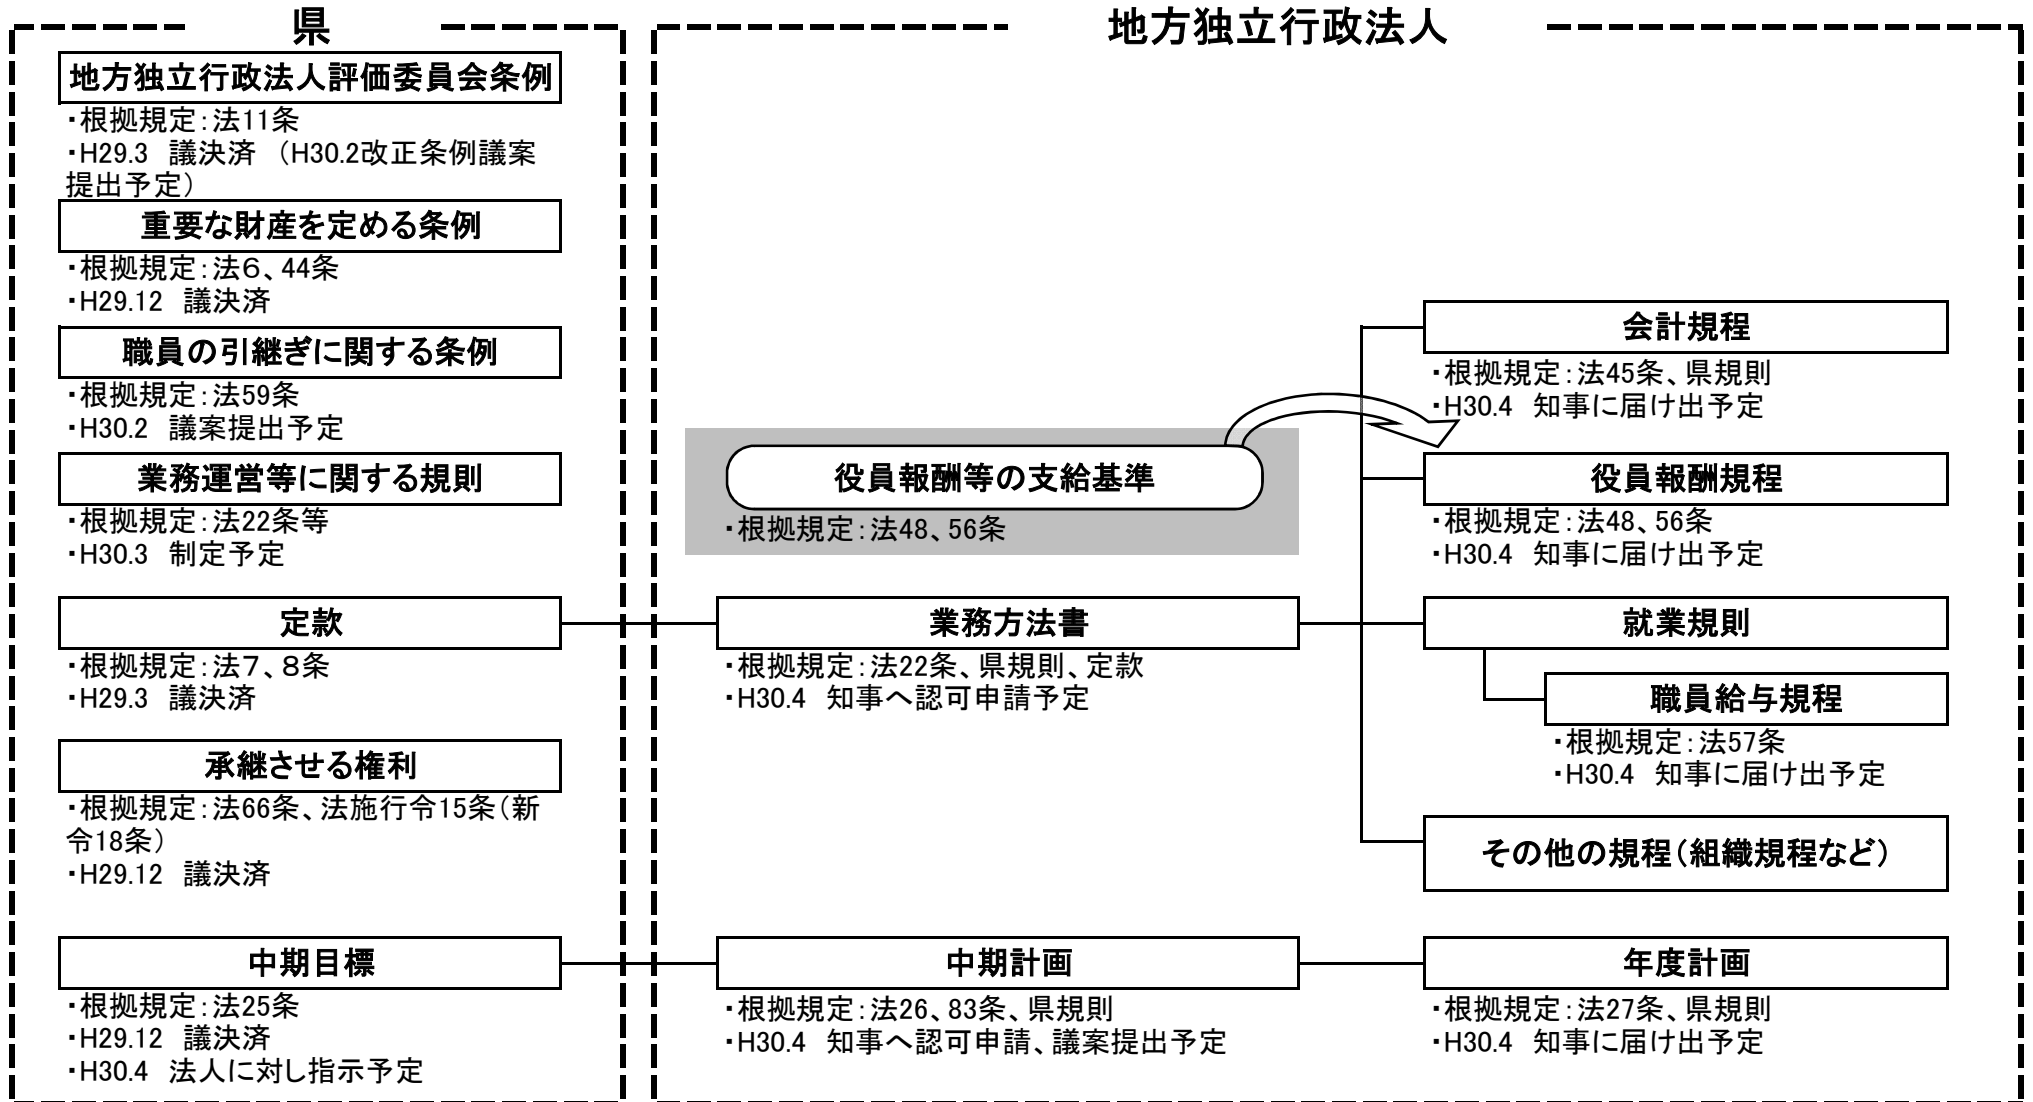 県
地方独立行政法人評価委員会条例
・根拠規定：法11条
・H29.3　議決済　（H30.2改正条例議案
提出予定）
重要な財産を定める条例
・根拠規定：法６、44条
・H29.12　議決済
職員の引継ぎに関する条例
・根拠規定：法59条
・H30.2　議案提出予定
業務運営等に関する規則
・根拠規定：法22条等
・H30.3　制定予定
定款
・根拠規定：法７、８条
・H29.3　議決済
承継させる権利
・根拠規定：法66条、法施行令15条（新
令18条）
・H29.12　議決済
中期目標
・根拠規定：法25条
・H29.12　議決済
・H30.4　法人に対し指示予定
地方独立行政法人
役員報酬等の支給基準
・根拠規定：法48、56条
業務方法書
・根拠規定：法22条、県規則、定款
・H30.4　知事へ認可申請予定
中期計画
・根拠規定：法26、83条、県規則
・H30.4　知事へ認可申請、議案提出予定
会計規程
・根拠規定：法45条、県規則
・H30.4　知事に届け出予定
役員報酬規程
・根拠規定：法48、56条
・H30.4　知事に届け出予定
就業規則
職員給与規程
・根拠規定：法57条
・H30.4　知事に届け出予定
その他の規程（組織規程など）
年度計画
・根拠規定：法27条、県規則
・H30.4　知事に届け出予定